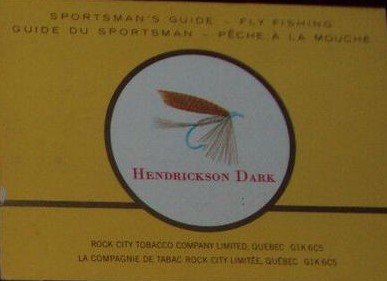 SPORTSMAN'S GUIDE - FLY FISHING
GUIDE DU SPORTSMAN - PÊCHE À LA MOUCHE
HENDRICKSON DARK
ROCK CITY TOBACCO COMPANY LIMITED, QUEBEC G1K 6C5
LA COMPAGNIE DE TABAC ROCK CITY LIMITÉE, QUÉBEC G1K 6C5